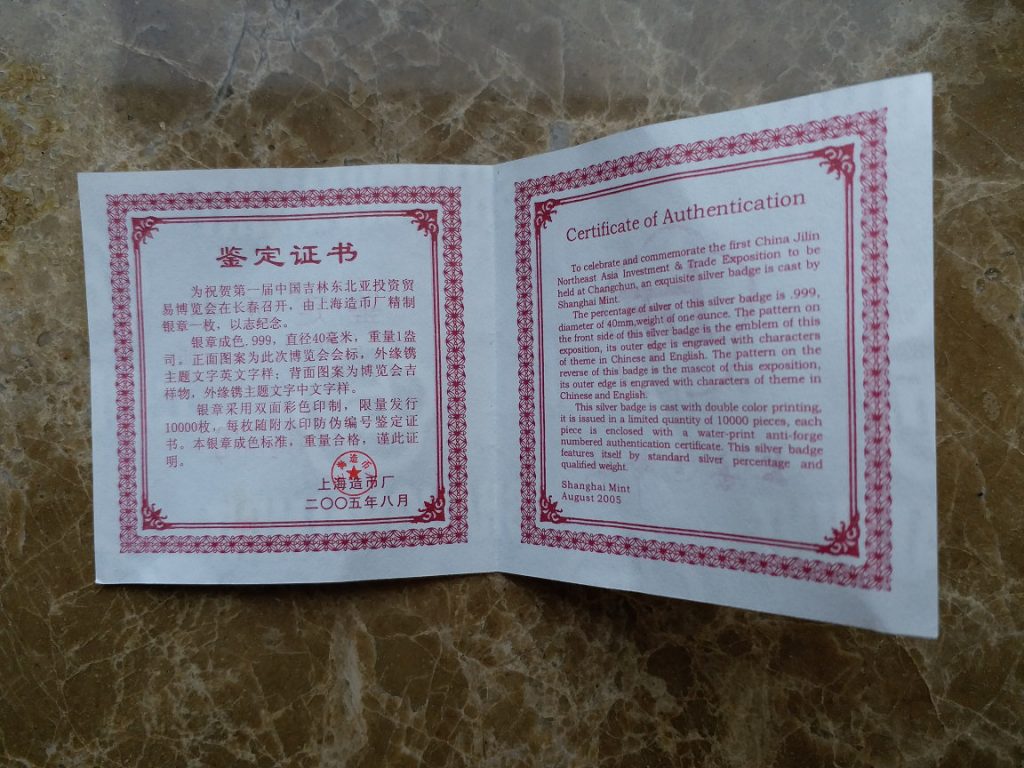 鉴定证书
为祝贺第一届中国吉林东北亚投资贸
易博览会在长春召开，由上海造币厂精制
银章一枚，以志纪念。
银章成色.999，直径40毫米，重量1盎
司。正面图案为此次博览会会标，外缘镌
主题文字英文字样；背面图案为博览会吉
祥物，外缘镌主题文字中文字样。
银章采用双面彩色印制，限量发行
10000枚，每枚随附水印防伪编号鉴定证
书。本银章成色标准，重量合格，谨此证
明。
上海造币厂
二〇〇五年八月
Certificate of Authentication
To celebrate and commemorate the first China Jilin
Northeast Asia Investment & Trade Exposition to be
held at Changchun, an exquisite silver badge is cast by
Shanghai Mint.
The percentage of silver of this silver badge is .999,
diameter of 40mm,weight of one ounce. The pattern on
the front side of this silver badge is the emblem of this
exposition, its outer edge is engraved with characters
of theme in Chinese and English. The pattern on the
reverse of this badge is the mascot of this exposition,
its outer edge is engraved with characters of theme in
Chinese and English.
This silver badge is cast with double color printing,
it is issued in a limited quantity of 10000 pieces, each
piece is enclosed with a water-print anti-forge
numbered authentication certificate. This silver badge
features itself by standard silver percentage and
qualified weight.
Shanghai Mint
August 2005